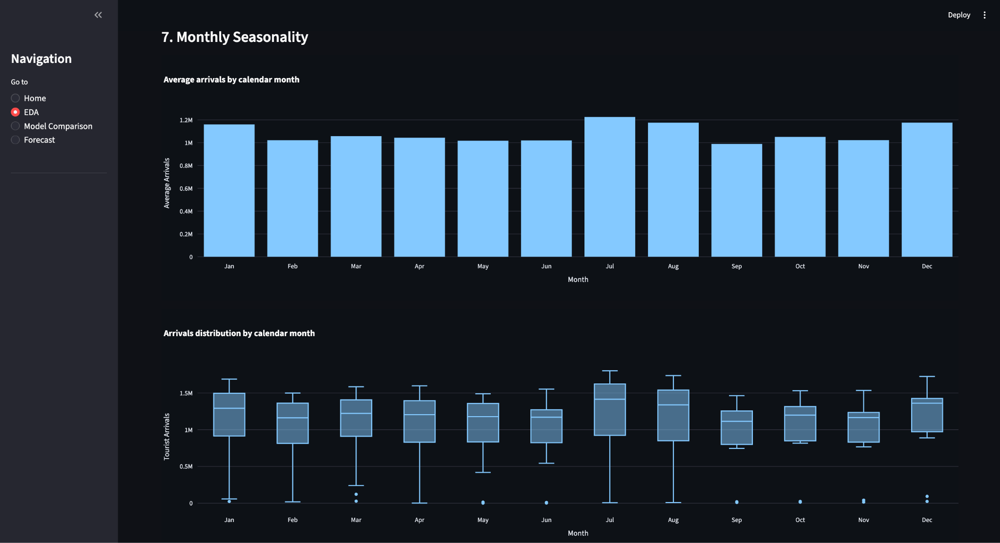 Deploy
Navigation
Go to
Home
EDA
Model Comparison
Forecast
7. Monthly Seasonality
Average arrivals by calendar month
Average Arrivals
1.2M
1M
0.8M
0.6M
0.4M
0.2M
0
Jan Feb Mar Apr May Jun Jul Aug Sep Oct Nov Dec
Month
Arrivals distribution by calendar month
Tourist Arrivals
1.5M
1M
0.5M
0
Jan Feb Mar Apr May Jun Jul Aug Sep Oct Nov Dec
Month